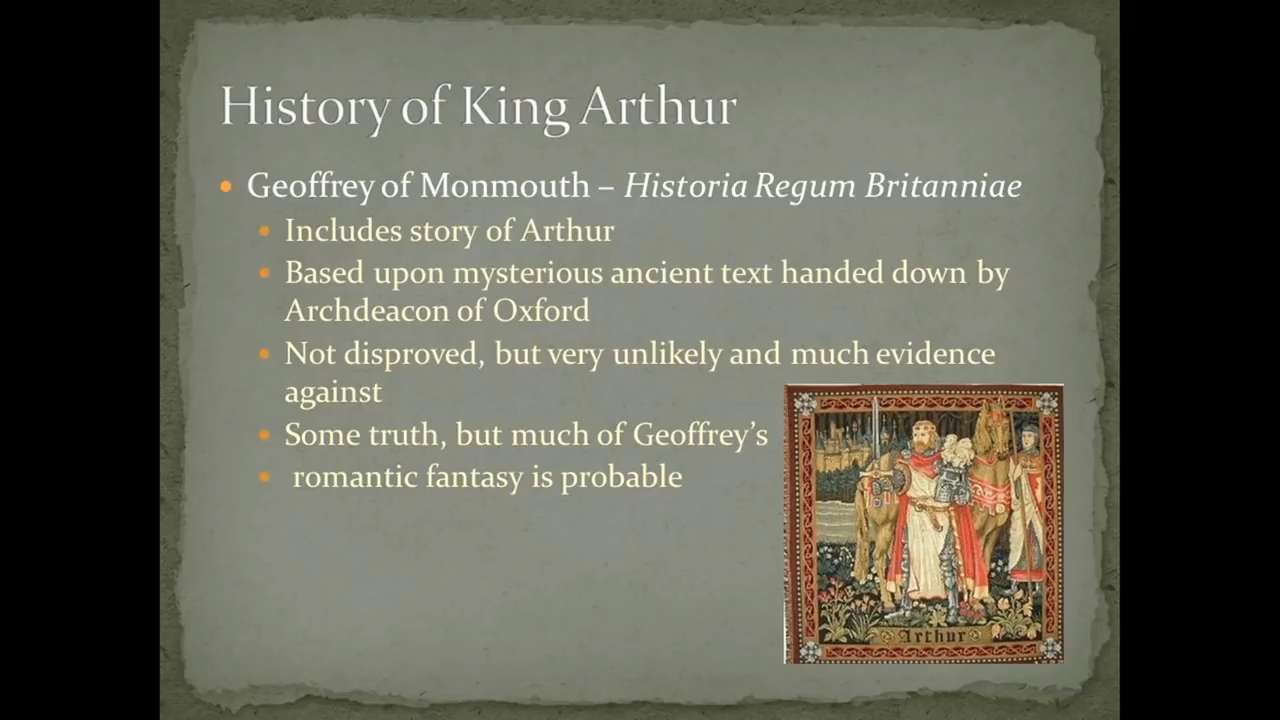 History of King Arthur
• Geoffrey of Monmouth – Historia Regum Britanniae
• Includes story of Arthur
• Based upon mysterious ancient text handed down by
Archdeacon of Oxford
• Not disproved, but very unlikely and much evidence
against
• Some truth, but much of Geoffrey's
• romantic fantasy is probable
Arthur